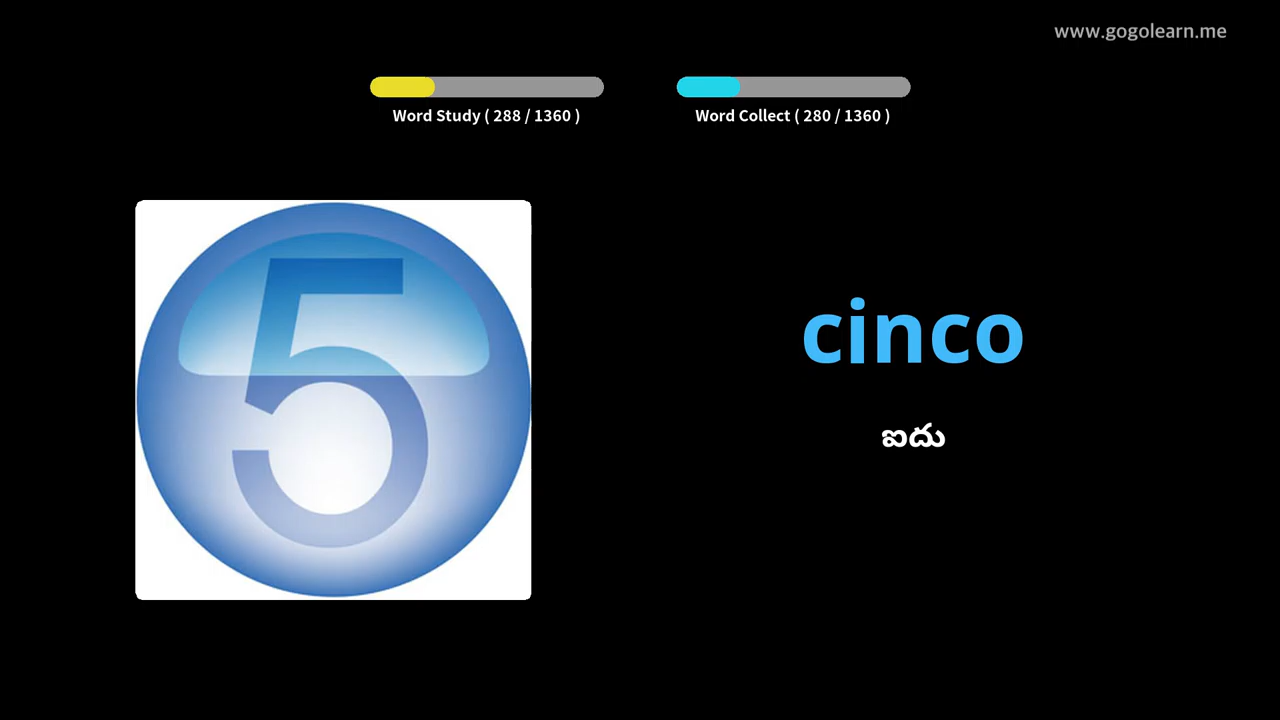 www.gogolearn.me
Word Study ( 288 / 1360 )
Word Collect ( 280 / 1360 )
5
cinco
ఐదు